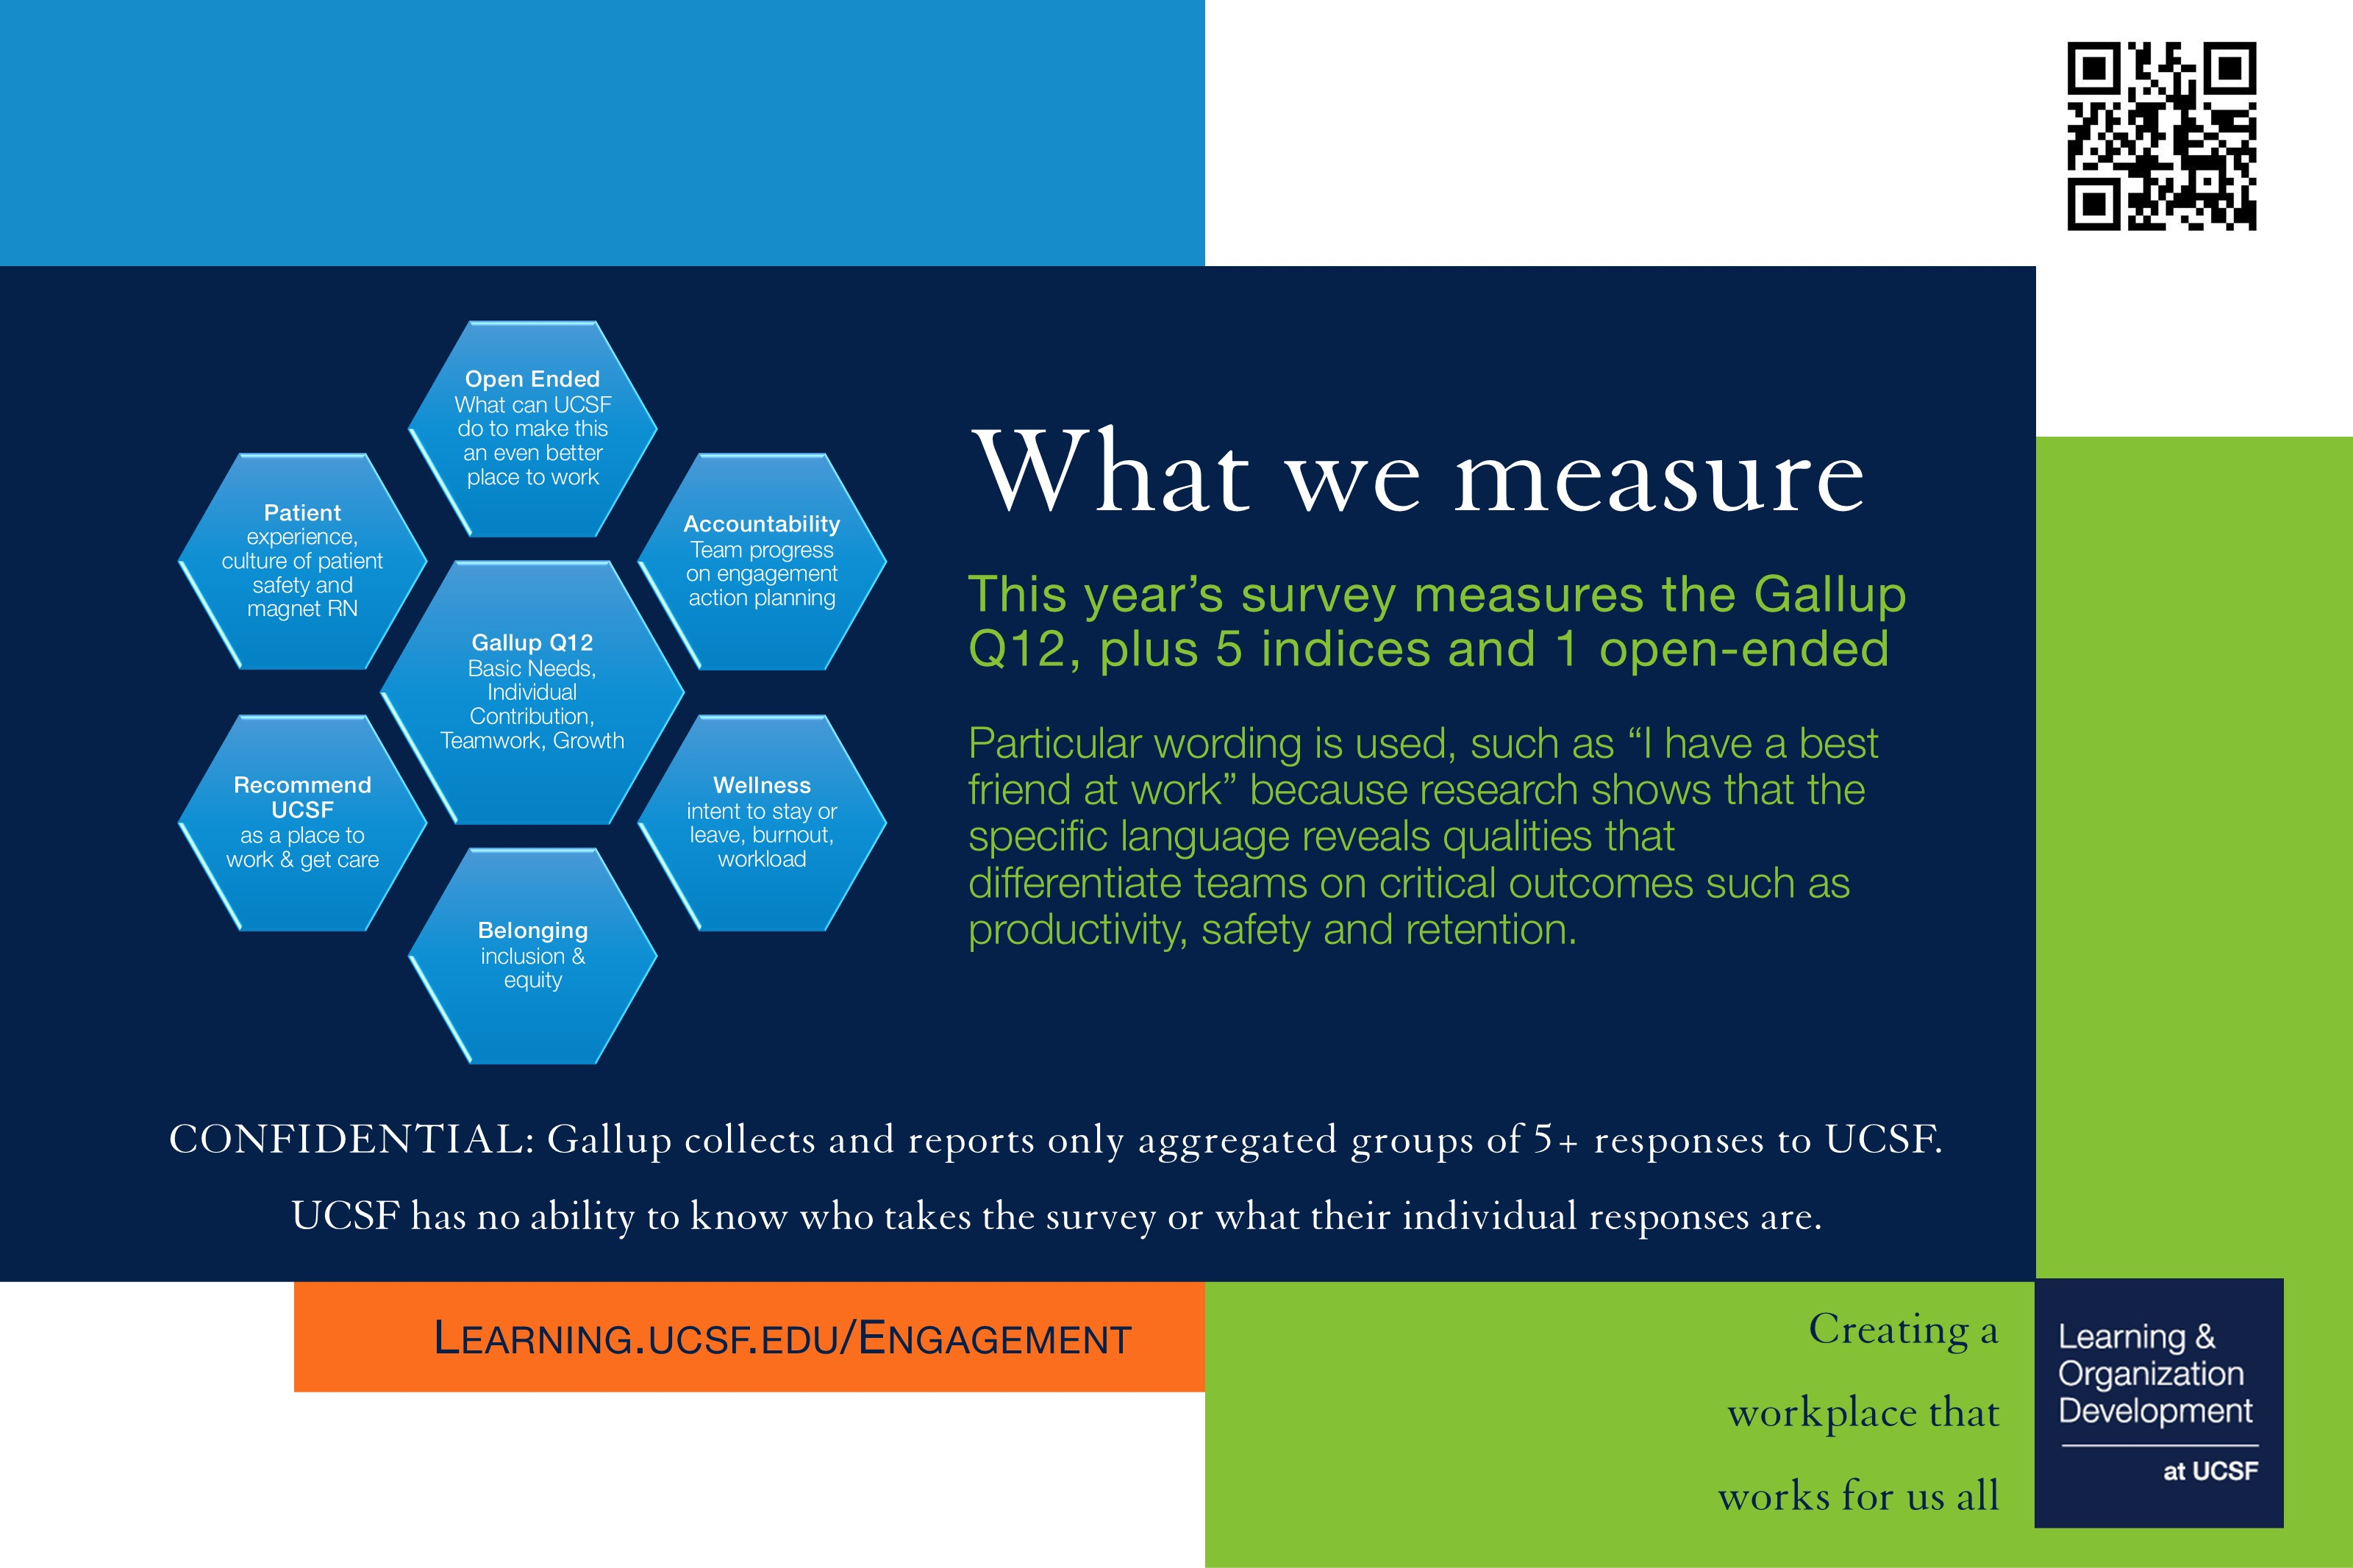 Open Ended
What can UCSF
do to make this
an even better
place to work
Patient
experience,
culture of patient
safety and
magnet RN
Accountability
Team progress
on engagement
action planning
Gallup Q12
Basic Needs,
Individual
Contribution,
Teamwork, Growth
Recommend
UCSF
as a place to
work & get care
Wellness
intent to stay or
leave, burnout,
workload
Belonging
inclusion &
equity
What we measure
This year’s survey measures the Gallup
Q12, plus 5 indices and 1 open-ended
Particular wording is used, such as “I have a best
friend at work” because research shows that the
specific language reveals qualities that
differentiate teams on critical outcomes such as
productivity, safety and retention.
CONFIDENTIAL: Gallup collects and reports only aggregated groups of 5+ responses to UCSF.
UCSF has no ability to know who takes the survey or what their individual responses are.
LEARNING.UCSF.EDU/ENGAGEMENT
Creating a
workplace that
works for us all
Learning &
Organization
Development
at UCSF